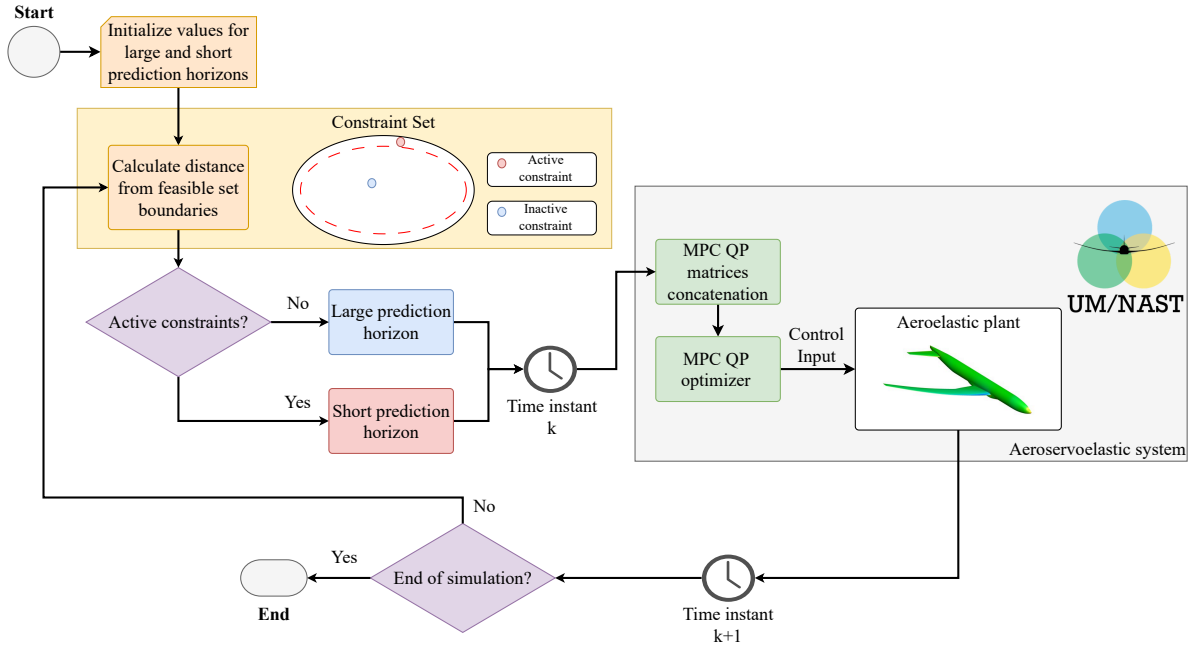 Start
Initialize values for
large and short
prediction horizons
Constraint Set
Calculate distance
from feasible set
boundaries
Active
constraint
Inactive
constraint
Active constraints?
No
Large prediction
horizon
Yes
Short prediction
horizon
Time instant
k
MPC QP
matrices
concatenation
MPC QP
optimizer
Control
Input
UM/NAST
Aeroelastic plant
Aeroservoelastic system
Time instant
k+1
End of simulation?
No
Yes
End